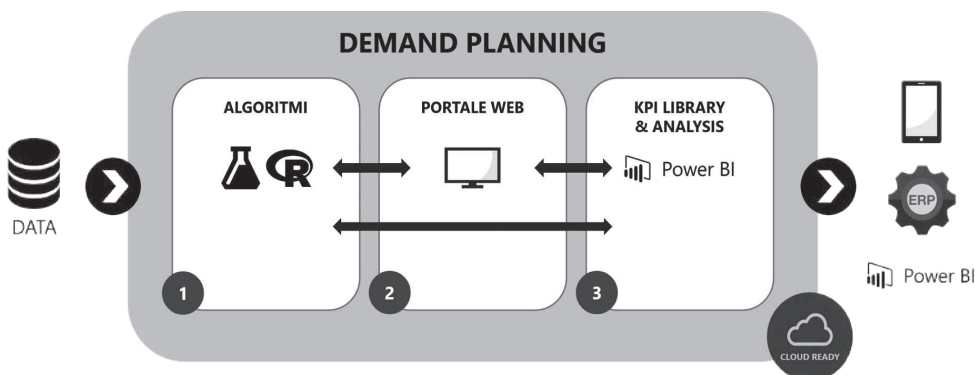 DEMAND PLANNING
ALGORITMI
PORTALE WEB
KPI LIBRARY
& ANALYSIS
R
Power BI
DATA
ERP
Power BI
1
2
3
CLOUD READY